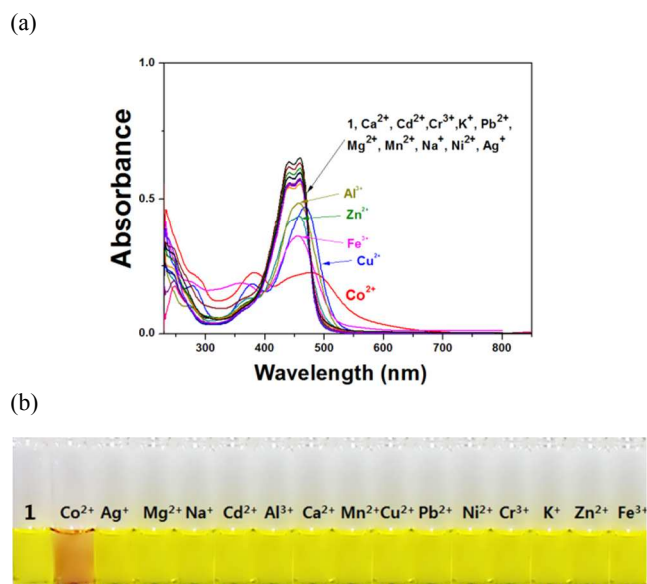 (a)
1.0
1, Ca²⁺, Cd²⁺,Cr³⁺,K⁺, Pb²⁺,
Mg²⁺, Mn²⁺, Na⁺, Ni²⁺, Ag⁺
Absorbance
0.5
Al³⁺
Zn²⁺
Fe³⁺
Cu²⁺
Co²⁺
0.0
300 400 500 600 700 800
Wavelength (nm)
(b)
1 Co²⁺ Ag⁺ Mg²⁺ Na⁺ Cd²⁺ Al³⁺ Ca²⁺ Mn²⁺ Cu²⁺ Pb²⁺ Ni²⁺ Cr³⁺ K⁺ Zn²⁺ Fe³⁺